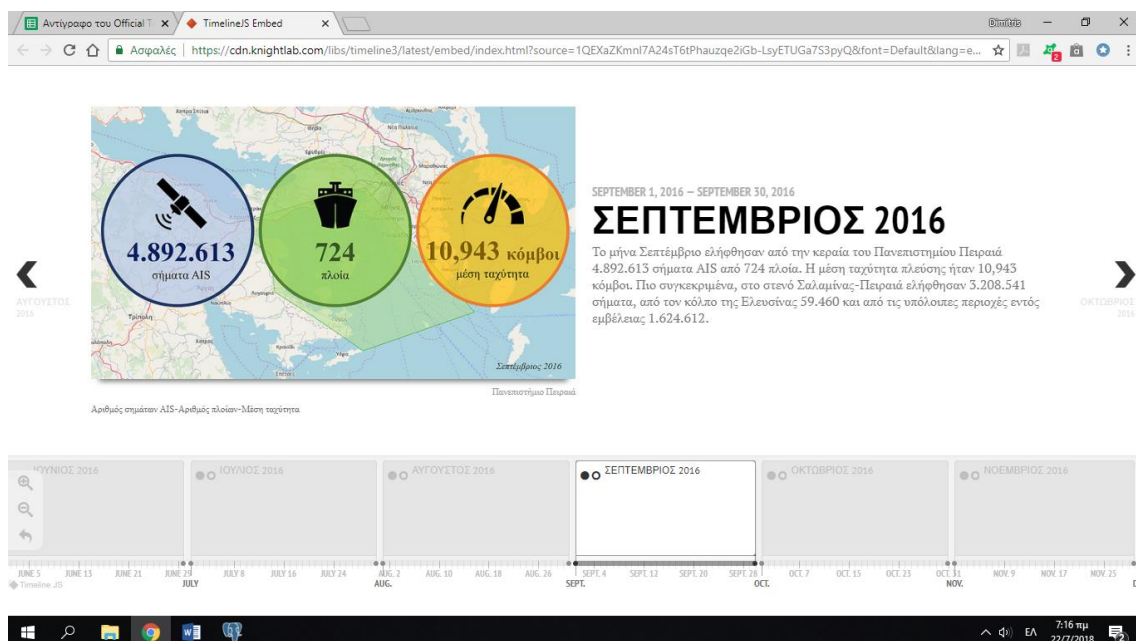 Αντίγραφο του Official T
TimelineJS Embed
Dimitris
Ασφαλές
https://cdn.knightlab.com/libs/timeline3/latest/embed/index.html?source=1QEXaZKmnI7A24sT6tPhauzqe2iGb-LsyETUGa7S3pyQ&font=Default&lang=e...
4.892.613
σήματα AIS
724
πλοία
10,943 κόμβοι
μέση ταχύτητα
Θήβα
Τρίπολη
Ναύπλιο
Ύδρα
Σεπτέμβριος 2016
Πανεπιστήμιο Πειραιά
Αριθμός σημάτων AIS-Αριθμός πλοίων-Μέση ταχύτητα
SEPTEMBER 1, 2016 — SEPTEMBER 30, 2016
ΣΕΠΤΕΜΒΡΙΟΣ 2016
Το μήνα Σεπτέμβριο ελήφθησαν από την κεραία του Πανεπιστημίου Πειραιά
4.892.613 σήματα AIS από 724 πλοία. Η μέση ταχύτητα πλεύσης ήταν 10,943
κόμβοι. Πιο συγκεκριμένα, στο στενό Σαλαμίνας-Πειραιά ελήφθησαν 3.208.541
σήματα, από τον κόλπο της Ελευσίνας 59.460 και από τις υπόλοιπες περιοχές εντός
εμβέλειας 1.624.612.
ΑΥΓΟΥΣΤΟΣ
2016
ΟΚΤΩΒΡΙΟΣ
2016
ΙΟΥΝΙΟΣ 2016
ΙΟΥΛΙΟΣ 2016
ΑΥΓΟΥΣΤΟΣ 2016
ΣΕΠΤΕΜΒΡΙΟΣ 2016
ΟΚΤΩΒΡΙΟΣ 2016
ΝΟΕΜΒΡΙΟΣ 2016
JUNE 5 JUNE 13 JUNE 21 JUNE 29 JULY 8 JULY 16 JULY 24 AUG. 2 AUG. 10 AUG. 18 AUG. 26 SEPT. 4 SEPT. 12 SEPT. 20 SEPT. 28 OCT. 7 OCT. 15 OCT. 23 OCT. 31 NOV. 9 NOV. 17 NOV. 25
JULY AUG. SEPT. OCT. NOV. D
Timeline JS
ΕΛ
7:16 πμ
22/7/2018